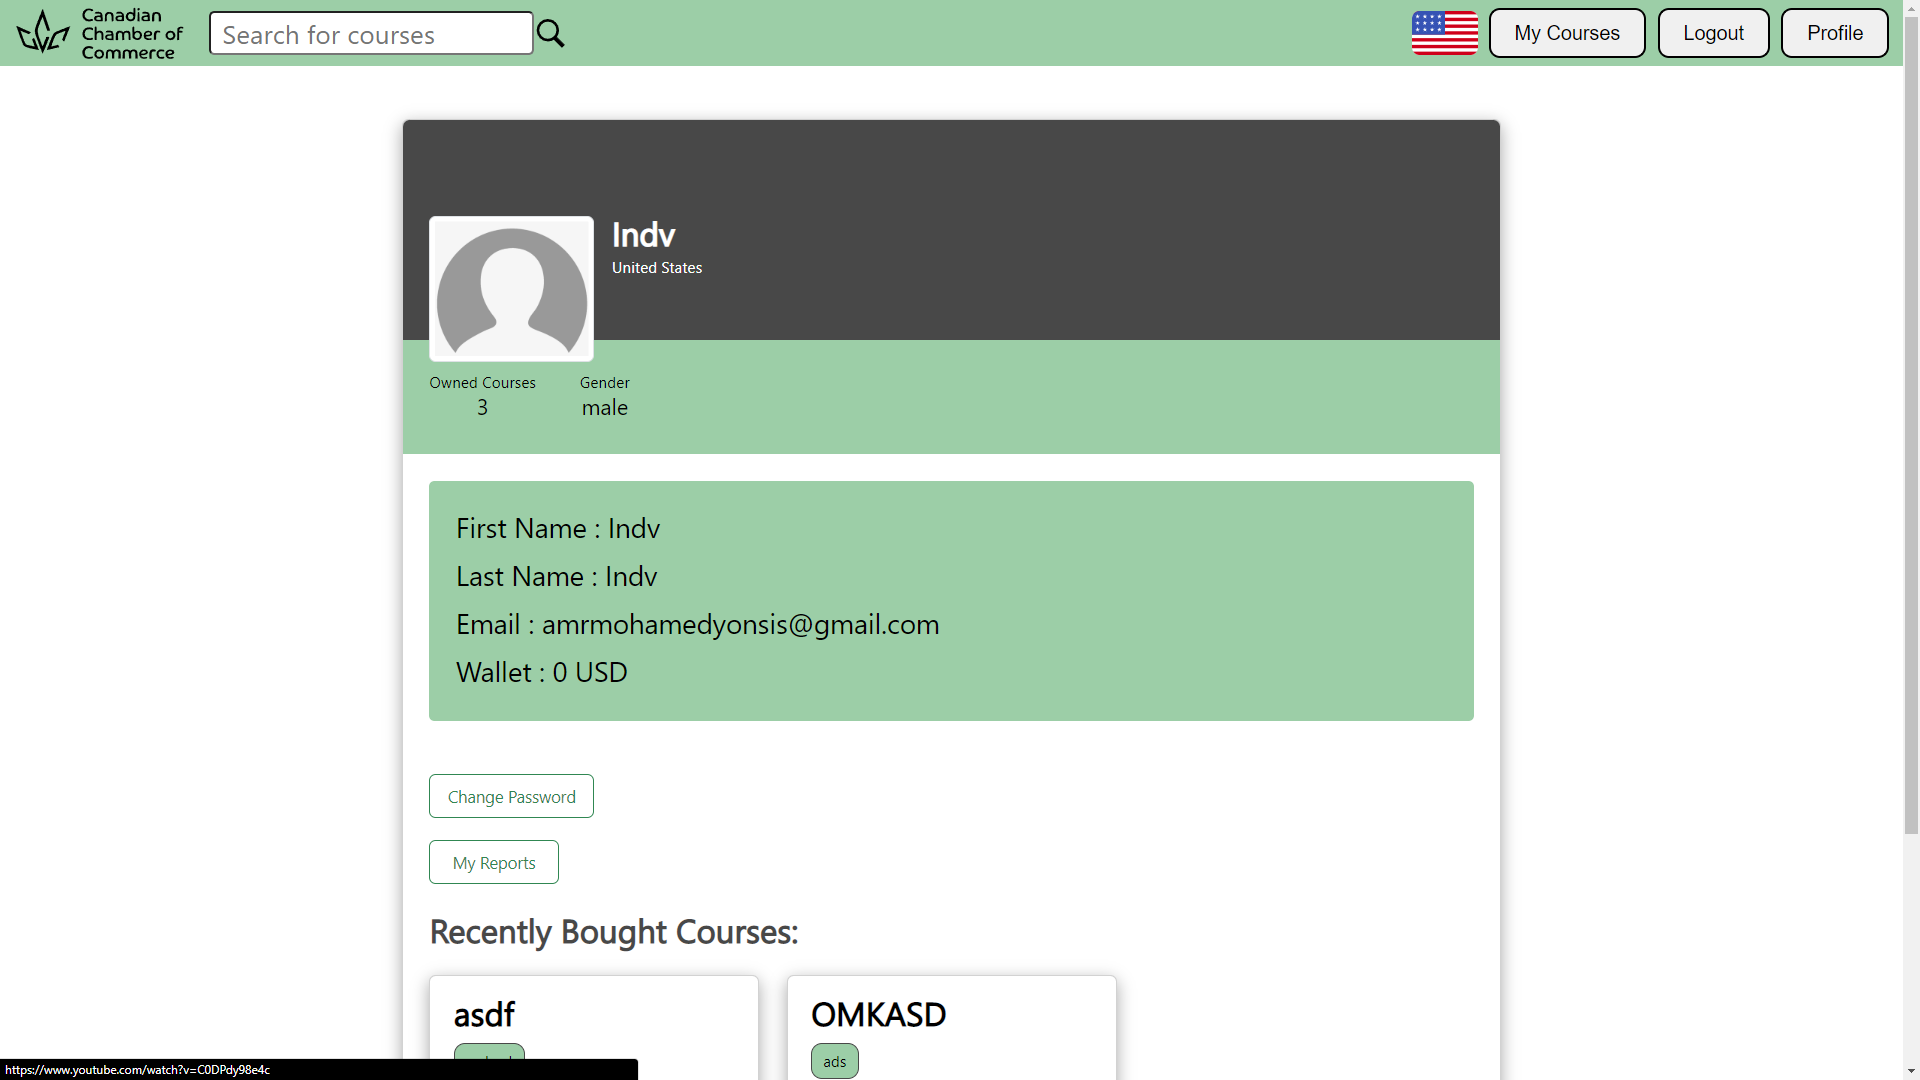 Canadian
Chamber of
Commerce
Search for courses
My Courses
Logout
Profile
Indv
United States
Owned Courses
3
Gender
male
First Name : Indv
Last Name : Indv
Email : amrmohamedyonsis@gmail.com
Wallet : 0 USD
Change Password
My Reports
Recently Bought Courses:
asdf
OMKASD
ads
https://www.youtube.com/watch?v=C0DPdy98e4c